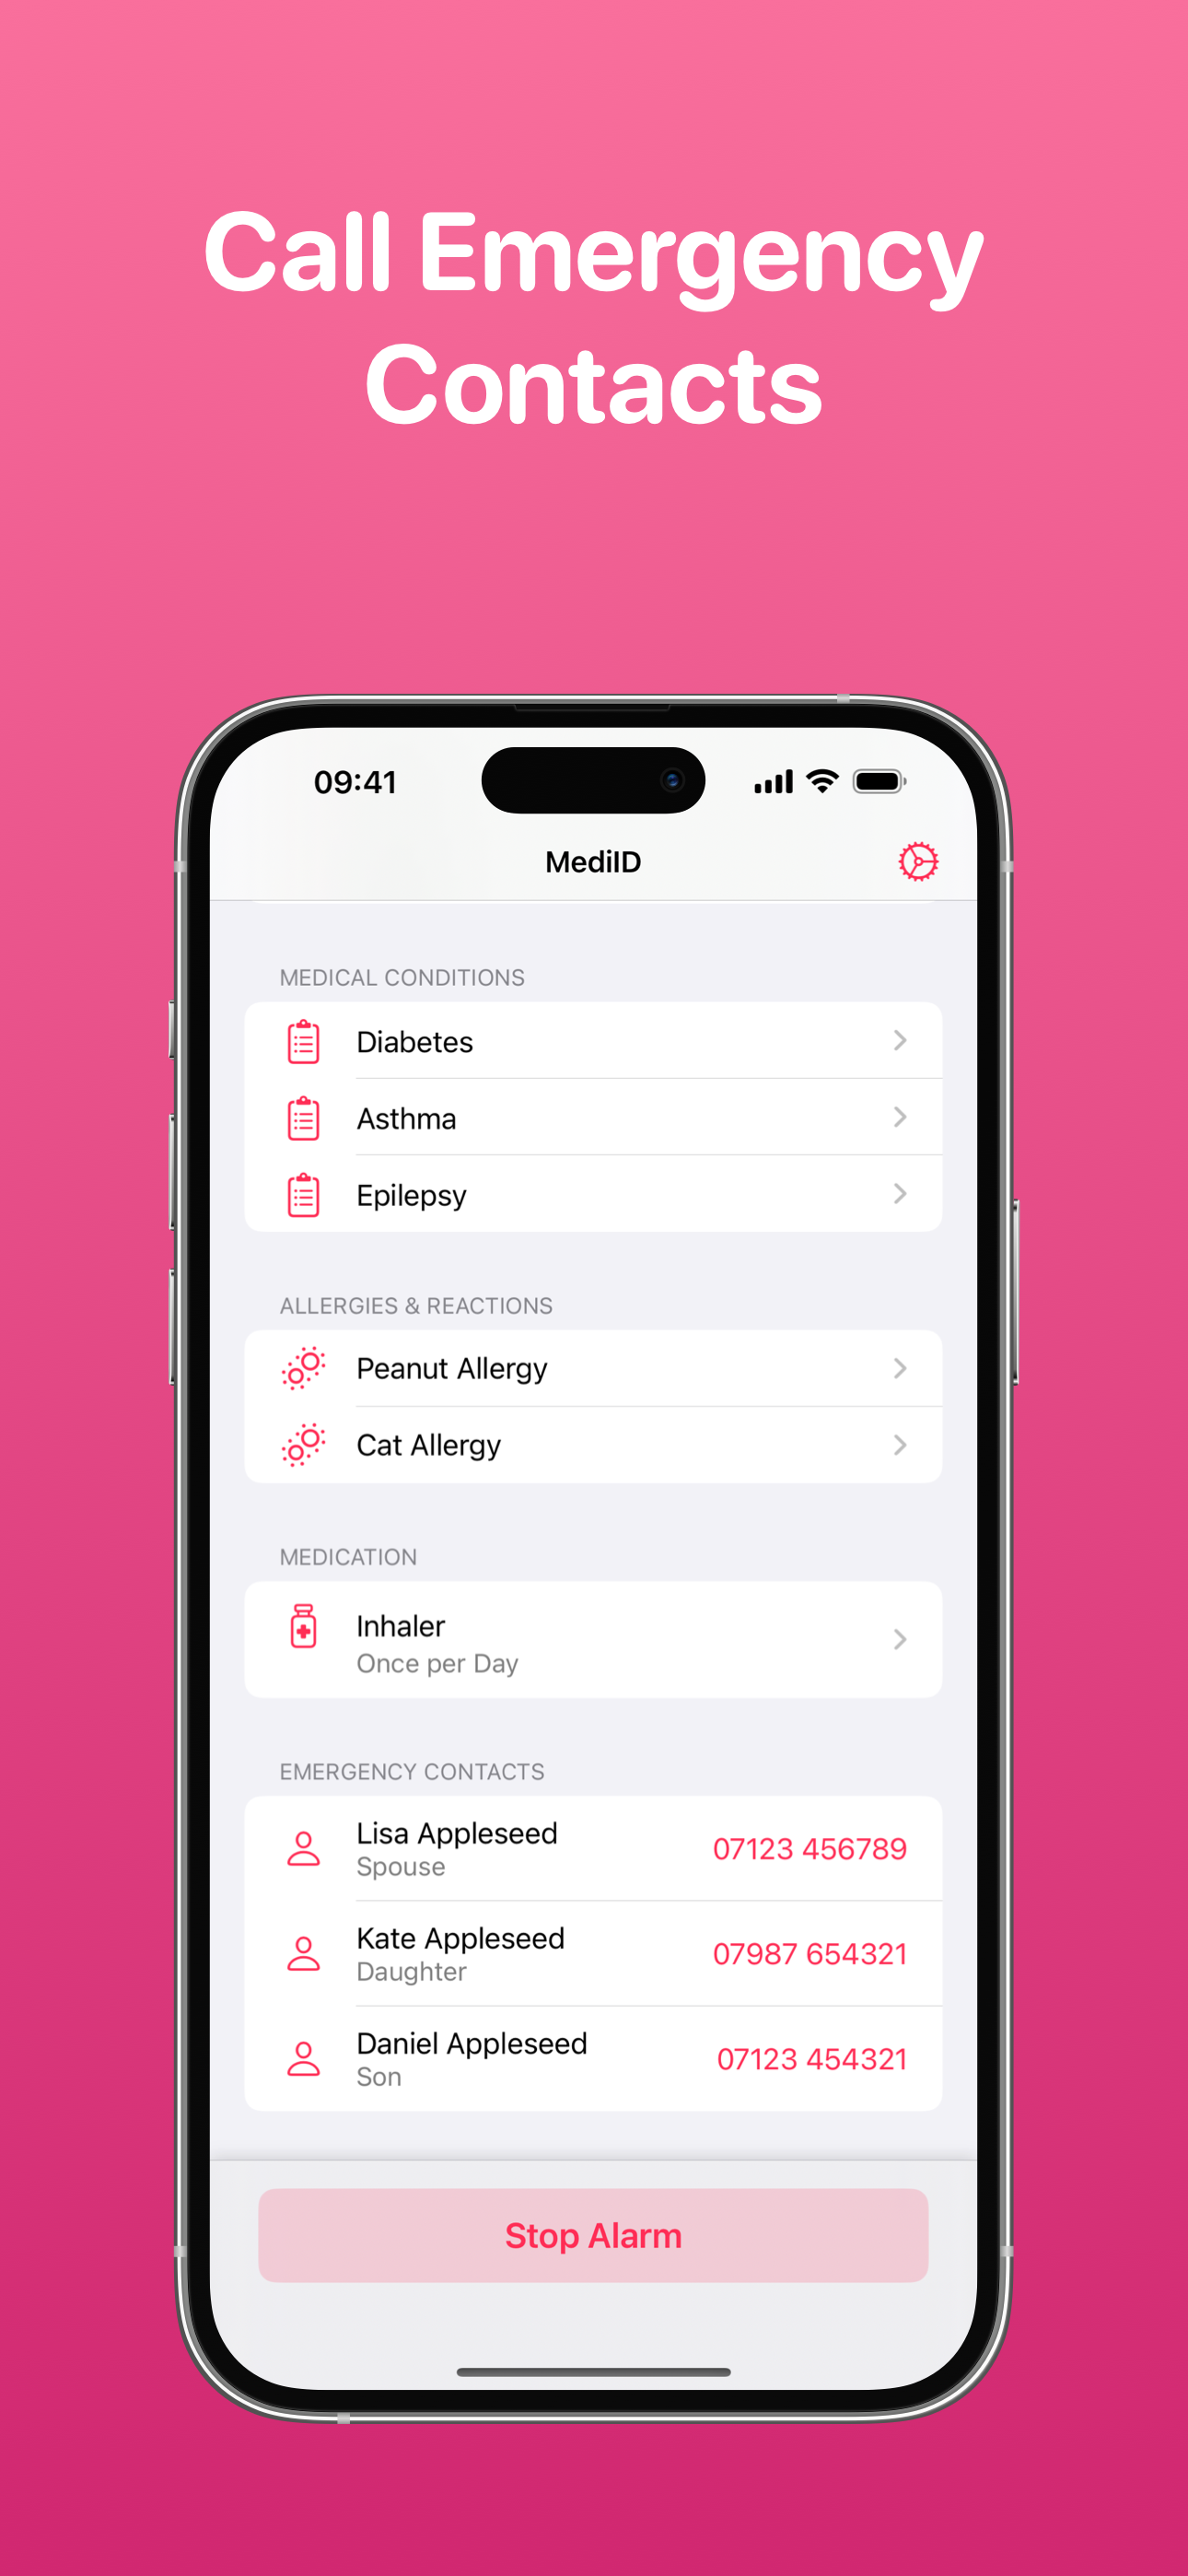 Call Emergency
Contacts
09:41
MediID
MEDICAL CONDITIONS
Diabetes
Asthma
Epilepsy
ALLERGIES & REACTIONS
Peanut Allergy
Cat Allergy
MEDICATION
Inhaler
Once per Day
EMERGENCY CONTACTS
Lisa Appleseed
Spouse
07123 456789
Kate Appleseed
Daughter
07987 654321
Daniel Appleseed
Son
07123 454321
Stop Alarm